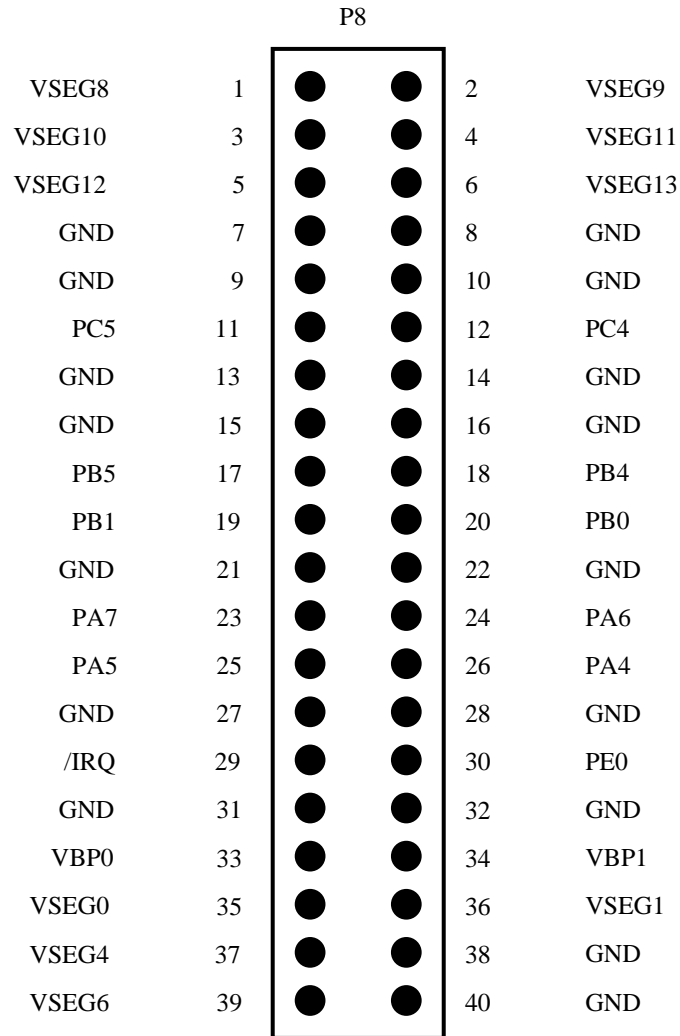 P8
VSEG8 1 2 VSEG9
VSEG10 3 4 VSEG11
VSEG12 5 6 VSEG13
GND 7 8 GND
GND 9 10 GND
PC5 11 12 PC4
GND 13 14 GND
GND 15 16 GND
PB5 17 18 PB4
PB1 19 20 PB0
GND 21 22 GND
PA7 23 24 PA6
PA5 25 26 PA4
GND 27 28 GND
/IRQ 29 30 PE0
GND 31 32 GND
VBP0 33 34 VBP1
VSEG0 35 36 VSEG1
VSEG4 37 38 GND
VSEG6 39 40 GND